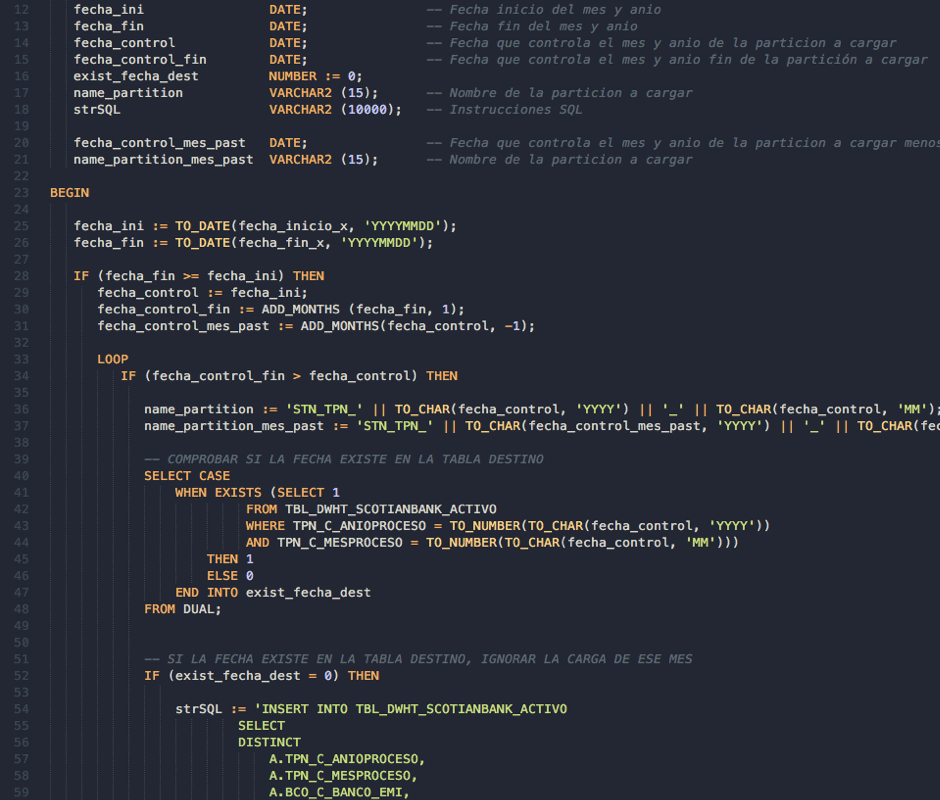 12 fecha_ini DATE; -- Fecha inicio del mes y anio
13 fecha_fin DATE; -- Fecha fin del mes y anio
14 fecha_control DATE; -- Fecha que controla el mes y anio de la particion a cargar
15 fecha_control_fin DATE; -- Fecha que controla el mes y anio fin de la partición a cargar
16 exist_fecha_dest NUMBER := 0;
17 name_partition VARCHAR2 (15); -- Nombre de la particion a cargar
18 strSQL VARCHAR2 (10000); -- Instrucciones SQL
19
20 fecha_control_mes_past DATE; -- Fecha que controla el mes y anio de la particion a cargar menos
21 name_partition_mes_past VARCHAR2 (15); -- Nombre de la particion a cargar
22
23 BEGIN
24
25 fecha_ini := TO_DATE(fecha_inicio_x, 'YYYYMMDD');
26 fecha_fin := TO_DATE(fecha_fin_x, 'YYYYMMDD');
27
28 IF (fecha_fin >= fecha_ini) THEN
29 fecha_control := fecha_ini;
30 fecha_control_fin := ADD_MONTHS (fecha_fin, 1);
31 fecha_control_mes_past := ADD_MONTHS(fecha_control, -1);
32
33 LOOP
34 IF (fecha_control_fin > fecha_control) THEN
35
36 name_partition := 'STN_TPN_' || TO_CHAR(fecha_control, 'YYYY') || '_' || TO_CHAR(fecha_control, 'MM');
37 name_partition_mes_past := 'STN_TPN_' || TO_CHAR(fecha_control_mes_past, 'YYYY') || '_' || TO_CHAR(fec
38
39 -- COMPROBAR SI LA FECHA EXISTE EN LA TABLA DESTINO
40 SELECT CASE
41 WHEN EXISTS (SELECT 1
42 FROM TBL_DWHT_SCOTIANBANK_ACTIVO
43 WHERE TPN_C_ANIOPROCESO = TO_NUMBER(TO_CHAR(fecha_control, 'YYYY'))
44 AND TPN_C_MESPROCESO = TO_NUMBER(TO_CHAR(fecha_control, 'MM')))
45 THEN 1
46 ELSE 0
47 END INTO exist_fecha_dest
48 FROM DUAL;
49
50
51 -- SI LA FECHA EXISTE EN LA TABLA DESTINO, IGNORAR LA CARGA DE ESE MES
52 IF (exist_fecha_dest = 0) THEN
53
54 strSQL := 'INSERT INTO TBL_DWHT_SCOTIANBANK_ACTIVO
55 SELECT
56 DISTINCT
57 A.TPN_C_ANIOPROCESO,
58 A.TPN_C_MESPROCESO,
59 A.BCO_C_BANCO_EMI,